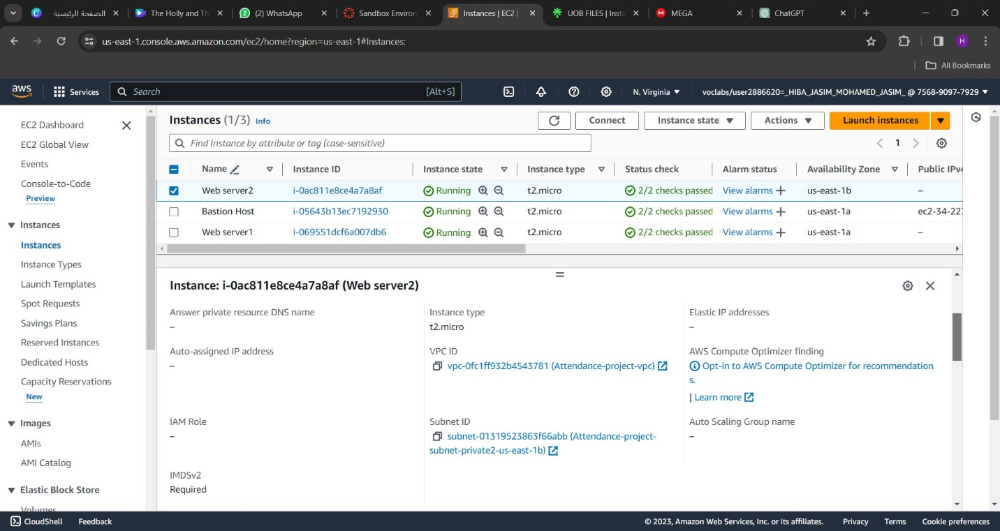 الصفحة الرئيسية -
The Holly and Th
(2) WhatsApp
Sandbox Environ
Instances | EC2 |
UOB FILES | Inst
MEGA
ChatGPT
us-east-1.console.aws.amazon.com/ec2/home?region=us-east-1#Instances:
H
All Bookmarks
aws
Services
Search
[Alt+S]
N. Virginia
voclabs/user2886620=_HIBA_JASIM_MOHAMED_JASIM_ @ 7568-9097-7929
EC2 Dashboard
EC2 Global View
Events
Console-to-Code
Preview
Instances
Instances
Instance Types
Launch Templates
Spot Requests
Savings Plans
Reserved Instances
Dedicated Hosts
Capacity Reservations
New
Images
AMIs
AMI Catalog
Elastic Block Store
Volumes
Instances (1/3) Info
Connect
Instance state
Actions
Launch instances
Find Instance by attribute or tag (case-sensitive)
1
Name Instance ID Instance state Instance type Status check Alarm status Availability Zone Public IPv4
Web server2 i-0ac811e8ce4a7a8af Running t2.micro 2/2 checks passed View alarms + us-east-1b –
Bastion Host i-05643b13ec7192930 Running t2.micro 2/2 checks passed View alarms + us-east-1a ec2-34-227
Web server1 i-069551dcf6a007db6 Running t2.micro 2/2 checks passed View alarms + us-east-1a –
Instance: i-0ac811e8ce4a7a8af (Web server2)
Answer private resource DNS name
–
Instance type
t2.micro
Elastic IP addresses
–
Auto-assigned IP address
–
VPC ID
vpc-0fc1ff932b4543781 (Attendance-project-vpc)
AWS Compute Optimizer finding
Opt-in to AWS Compute Optimizer for recommendation
s.
| Learn more
IAM Role
–
Subnet ID
subnet-01319523863f66abb (Attendance-project-
subnet-private2-us-east-1b)
Auto Scaling Group name
–
IMDSv2
Required
CloudShell
Feedback
© 2023, Amazon Web Services, Inc. or its affiliates.
Privacy
Terms
Cookie preferences